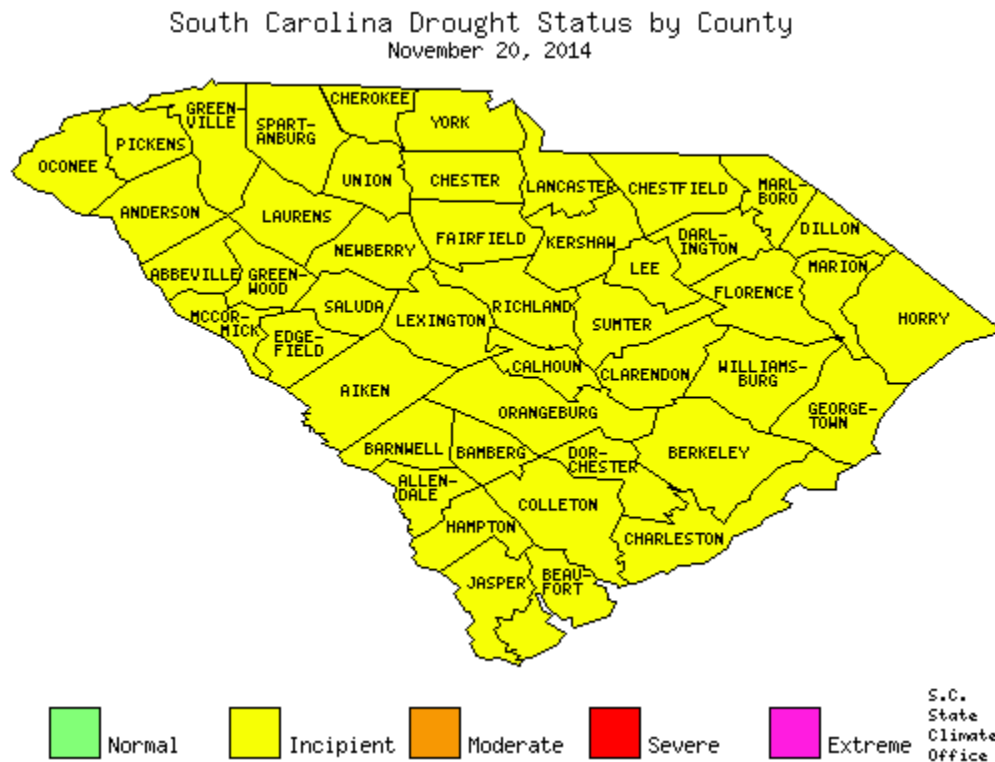 South Carolina Drought Status by County
November 20, 2014
CHEROKEE
GREEN-
VILLE
SPART-
ANBURG
YORK
PICKENS
OCONEE
UNION
CHESTER
LANCASTER
CHESTFIELD
MARL-
BORO
ANDERSON
LAURENS
DILLON
NEWBERRY
FAIRFIELD
KERSHAW
DARL-
INGTON
ABBEVILLE
GREEN-
WOOD
LEE
MARION
SALUDA
RICHLAND
FLORENCE
MCCOR-
MICK
LEXINGTON
SUMTER
HORRY
EDGE-
FIELD
CALHOUN
CLARENDON
WILLIAMS-
BURG
AIKEN
ORANGEBURG
GEORGE-
TOWN
BARNWELL
BAMBERG
DOR-
CHESTER
BERKELEY
ALLEN-
DALE
COLLETON
HAMPTON
CHARLESTON
JASPER
BEAU-
FORT
Normal
Incipient
Moderate
Severe
Extreme
S.C.
State
Climate
Office